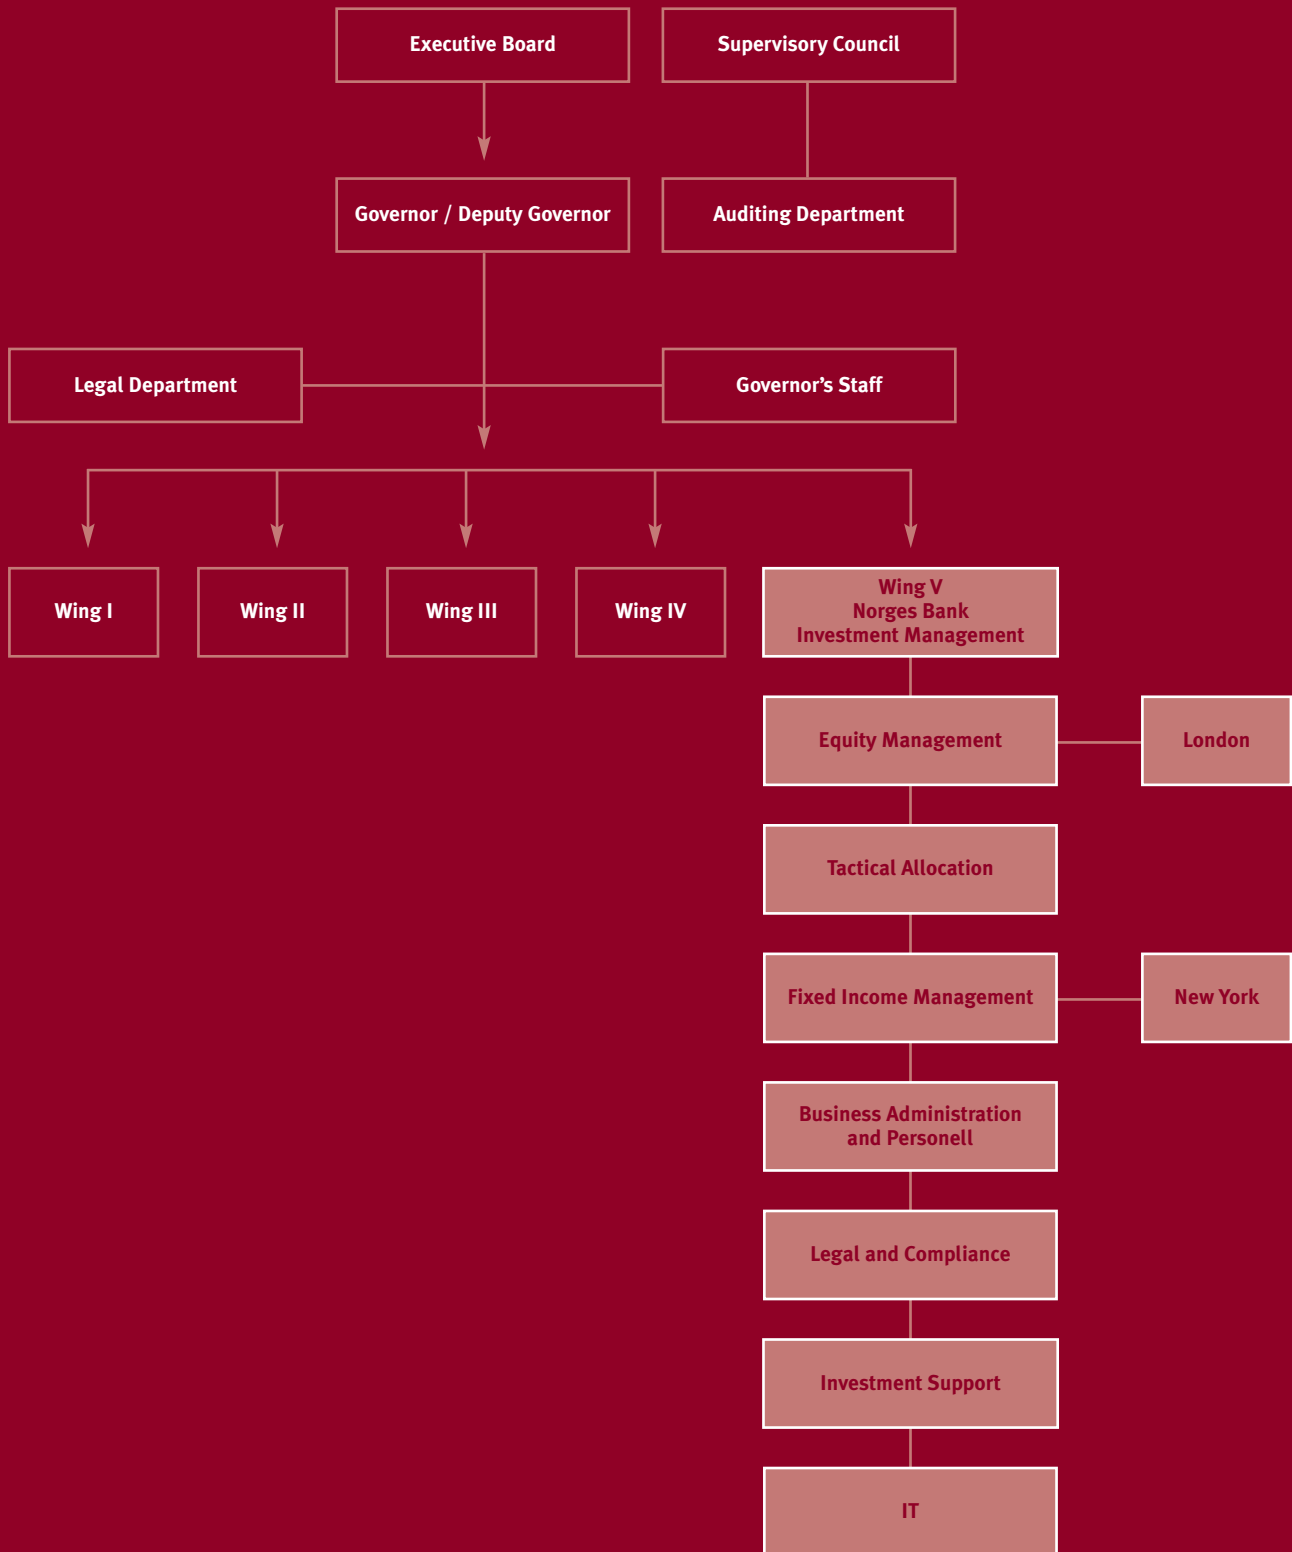 Executive Board
Supervisory Council
Governor / Deputy Governor
Auditing Department
Legal Department
Governor’s Staff
Wing I
Wing II
Wing III
Wing IV
Wing V
Norges Bank
Investment Management
Equity Management
London
Tactical Allocation
Fixed Income Management
New York
Business Administration
and Personell
Legal and Compliance
Investment Support
IT